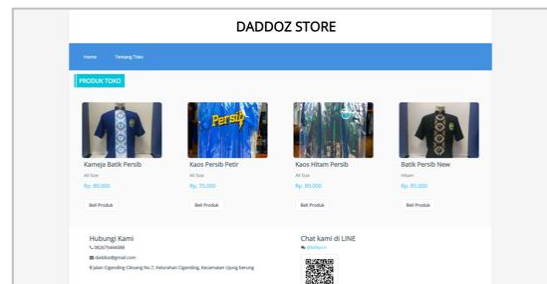 DADDOZ STORE
Home Tentang Toko
PRODUK TOKO
Persib
Kameja Batik Persib
All Size
Rp. 80.000
Beli Produk
Kaos Persib Petir
All Size
Rp. 75.000
Beli Produk
Kaos Hitam Persib
All Size
Rp. 80.000
Beli Produk
Batik Persib New
Hitam
Rp. 80.000
Beli Produk
Hubungi Kami
daddoz@gmail.com
Jalan Cigending Cilisung No.7, Kelurahan Cigending, Kecamatan Ujung berung
Chat kami di LINE